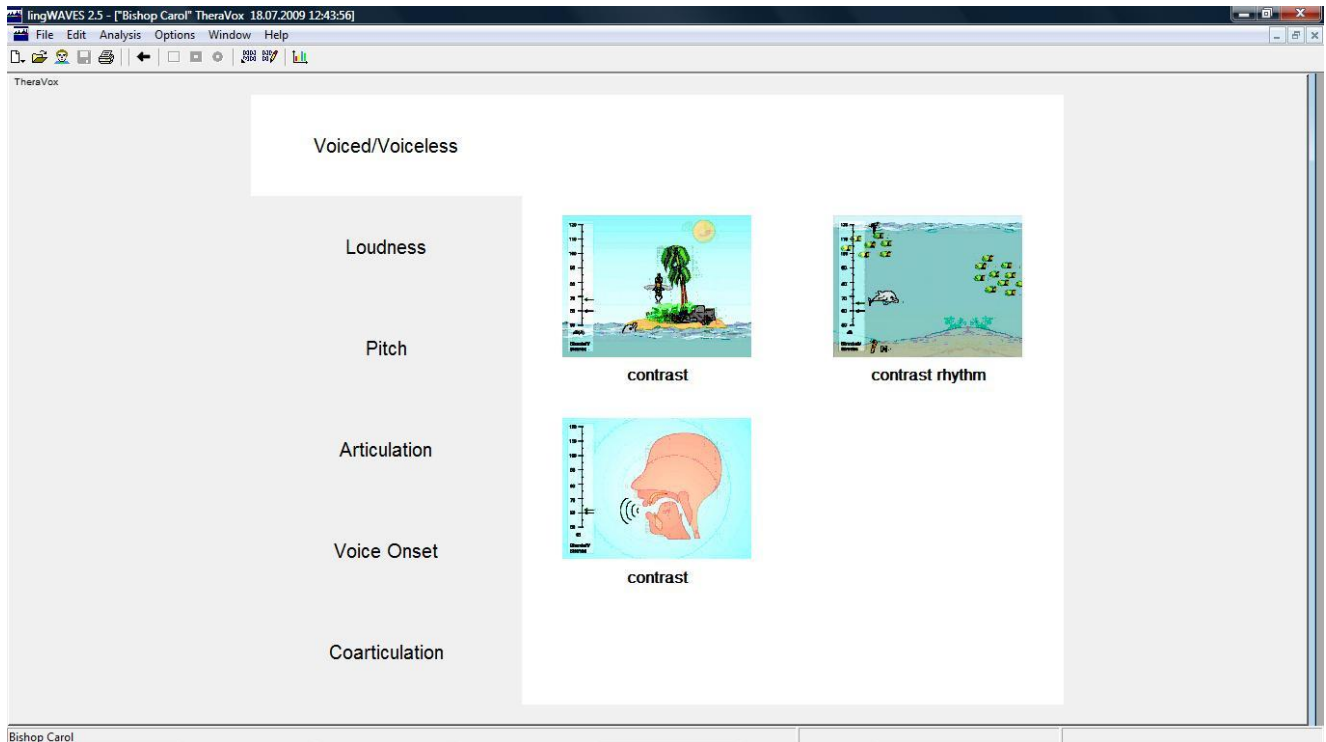 lingWAVES 2.5 - ["Bishop Carol" TheraVox 18.07.2009 12:43:56]
File Edit Analysis Options Window Help
TheraVox
Voiced/Voiceless
Loudness
Pitch
contrast
contrast rhythm
Articulation
Voice Onset
contrast
Coarticulation
Bishop Carol